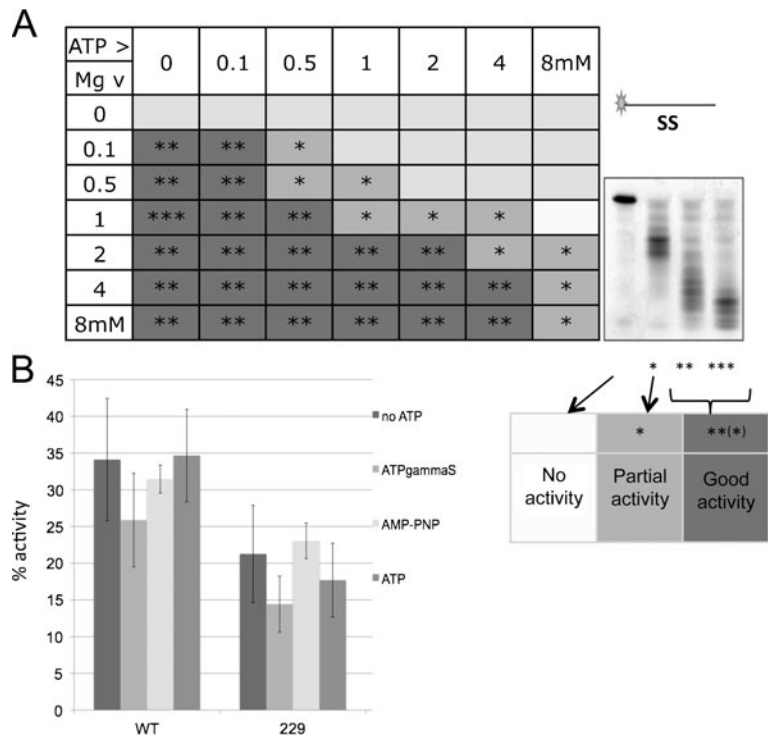 A
ATP > 0 0.1 0.5 1 2 4 8mM
Mg v
0
0.1 ** ** *
0.5 ** ** * *
1 *** ** ** * * *
2 ** ** ** ** ** * *
4 ** ** ** ** ** ** *
8mM ** ** ** ** ** ** *
SS
* ** ***
* **(*)
No activity
Partial activity
Good activity
B
% activity
45
40
35
30
25
20
15
10
5
0
WT 229
no ATP
ATPgammaS
AMP-PNP
ATP